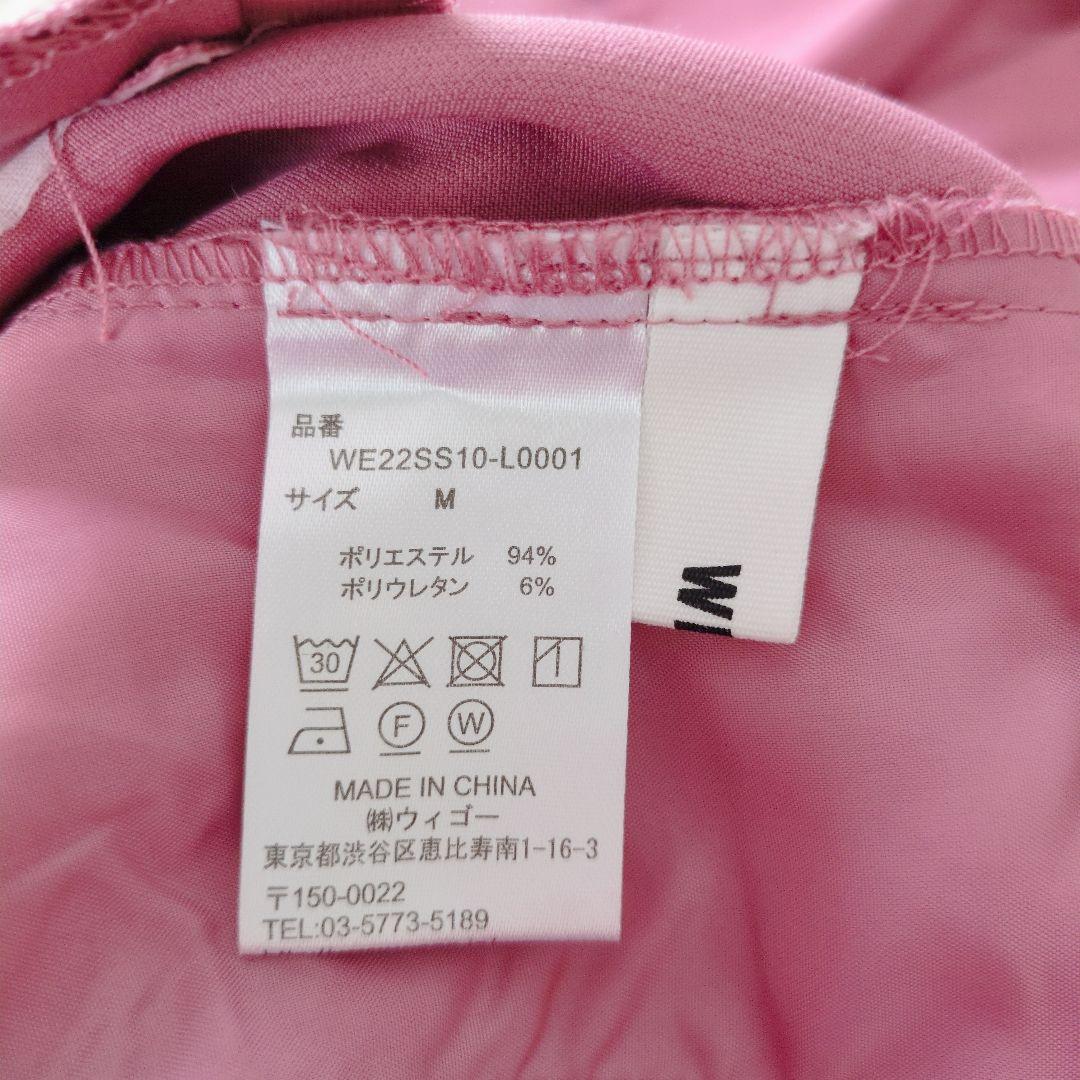 品番
WE22SS10-L0001
サイズ M
ポリエステル 94%
ポリウレタン 6%
30
F W
MADE IN CHINA
㈱ウィゴー
東京都渋谷区恵比寿南1-16-3
〒150-0022
TEL:03-5773-5189